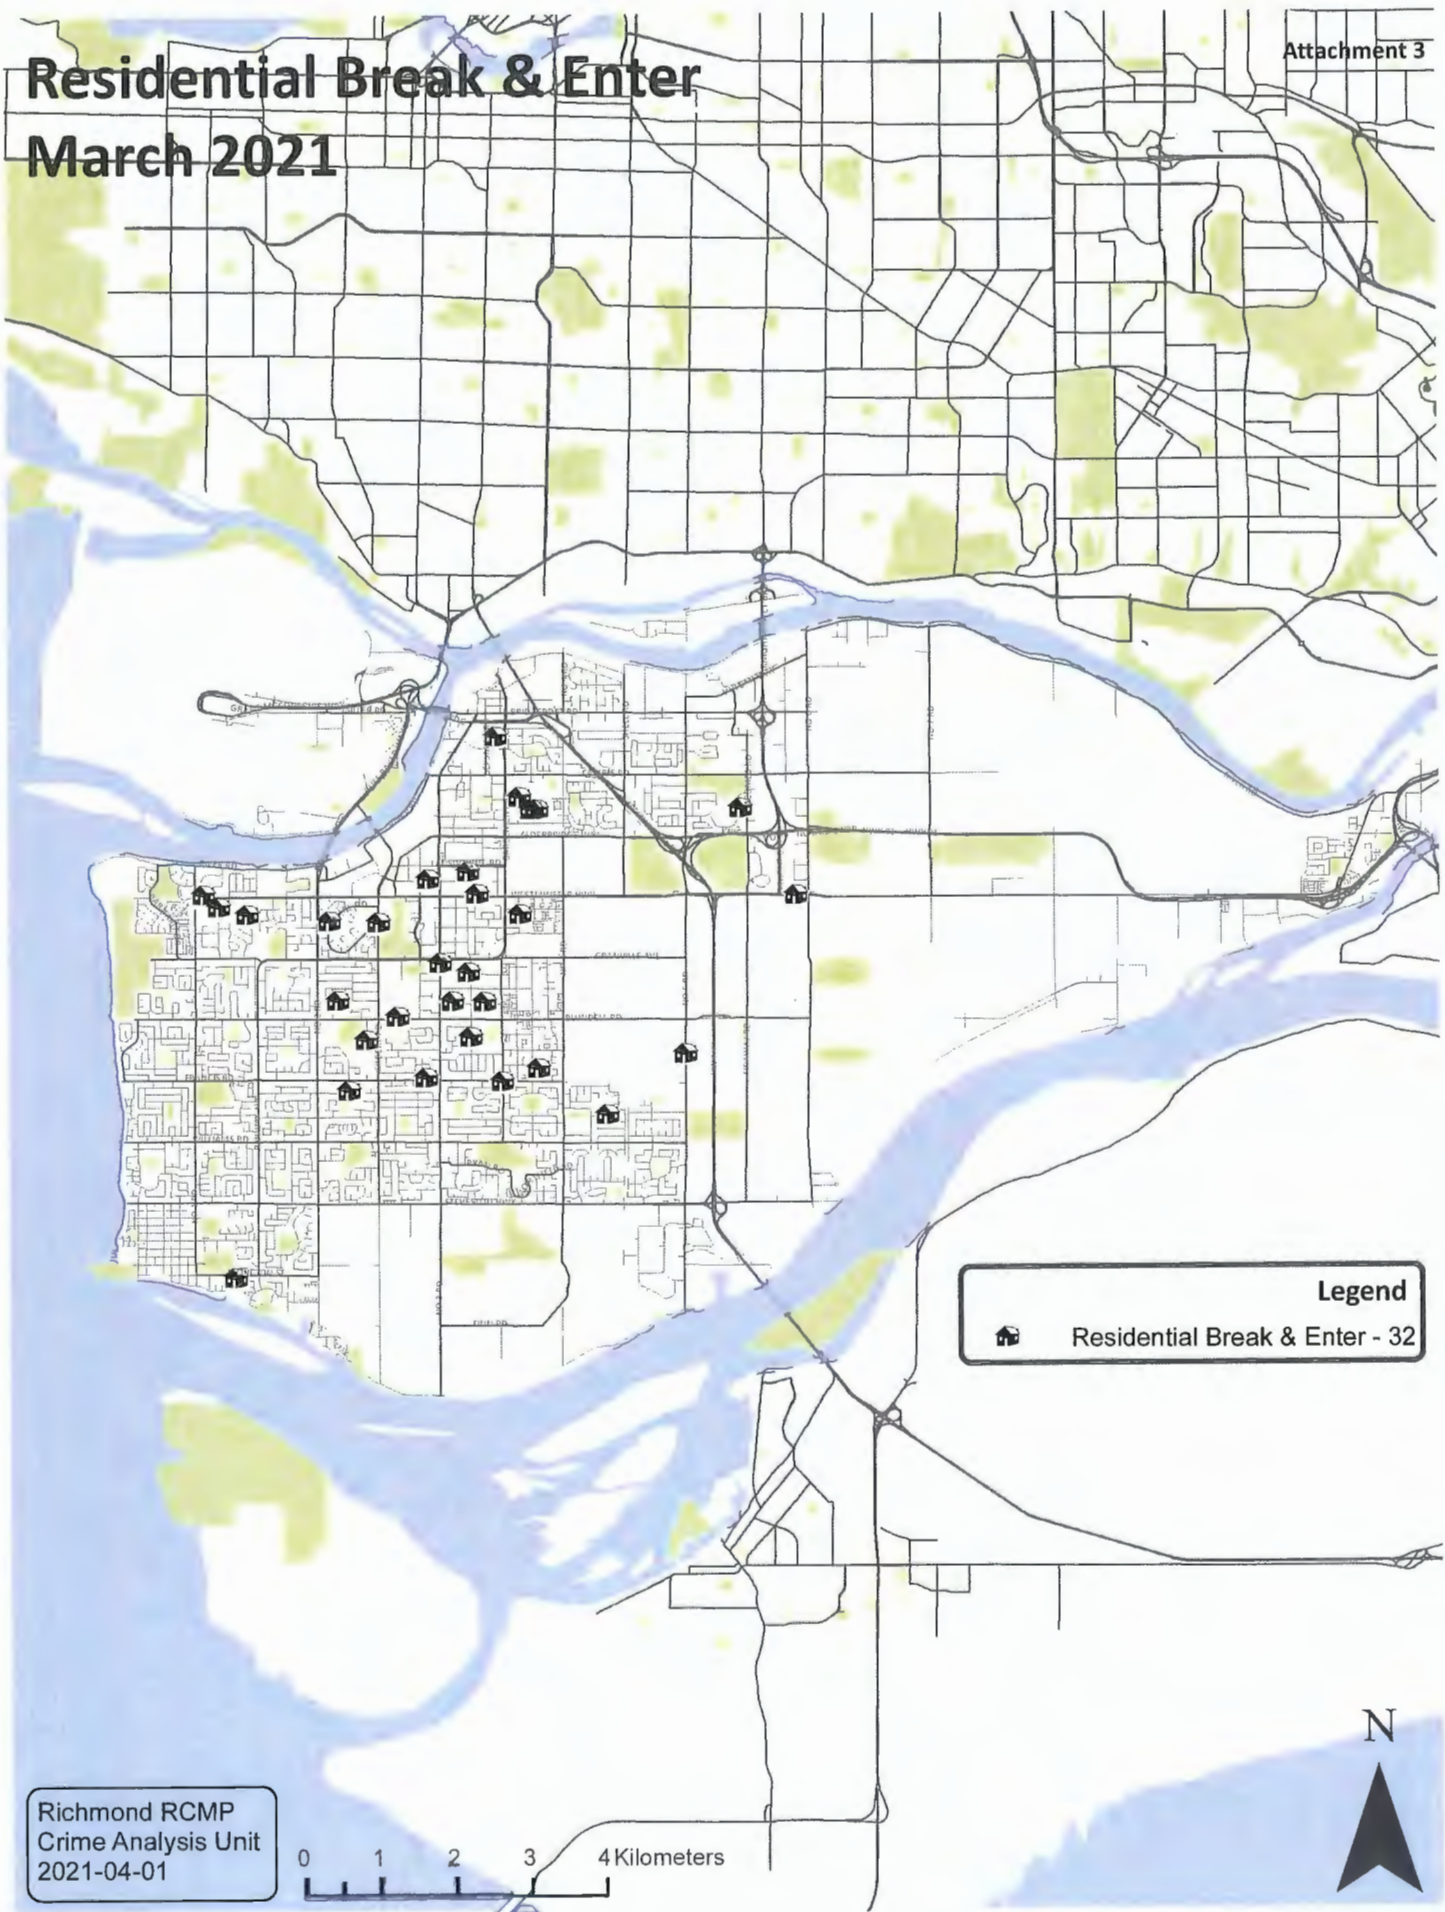 Attachment 3
Residential Break & Enter
March 2021
Legend
Residential Break & Enter - 32
N
Richmond RCMP
Crime Analysis Unit
2021-04-01
0 1 2 3 4 Kilometers